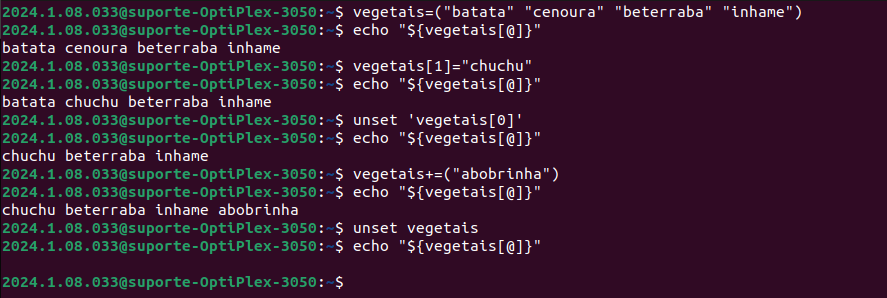 2024.1.08.033@suporte-OptiPlex-3050:~$ vegetais=("batata" "cenoura" "beterraba" "inhame")
2024.1.08.033@suporte-OptiPlex-3050:~$ echo "${vegetais[@]}"
batata cenoura beterraba inhame
2024.1.08.033@suporte-OptiPlex-3050:~$ vegetais[1]="chuchu"
2024.1.08.033@suporte-OptiPlex-3050:~$ echo "${vegetais[@]}"
batata chuchu beterraba inhame
2024.1.08.033@suporte-OptiPlex-3050:~$ unset 'vegetais[0]'
2024.1.08.033@suporte-OptiPlex-3050:~$ echo "${vegetais[@]}"
chuchu beterraba inhame
2024.1.08.033@suporte-OptiPlex-3050:~$ vegetais+=("abobrinha")
2024.1.08.033@suporte-OptiPlex-3050:~$ echo "${vegetais[@]}"
chuchu beterraba inhame abobrinha
2024.1.08.033@suporte-OptiPlex-3050:~$ unset vegetais
2024.1.08.033@suporte-OptiPlex-3050:~$ echo "${vegetais[@]}"

2024.1.08.033@suporte-OptiPlex-3050:~$